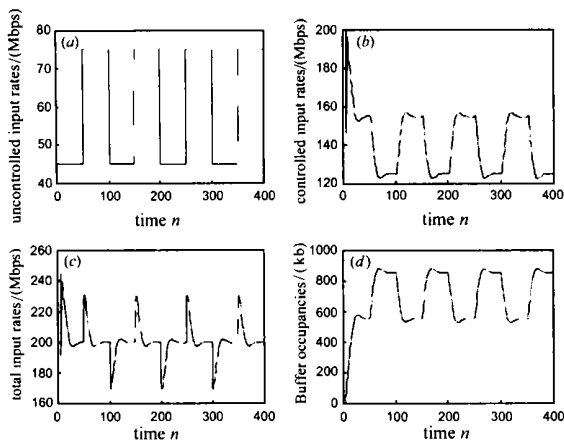 (a)
uncontrolled input rates/(Mbps)
80
70
60
50
40
0 100 200 300 400
time n
(b)
controlled input rates/(Mbps)
200
180
160
140
120
0 100 200 300 400
time n
(c)
total input rates/(Mbps)
260
240
220
200
180
160
0 100 200 300 400
time n
(d)
Buffer occupancies/(kb)
1000
800
600
400
200
0
0 100 200 300 400
time n